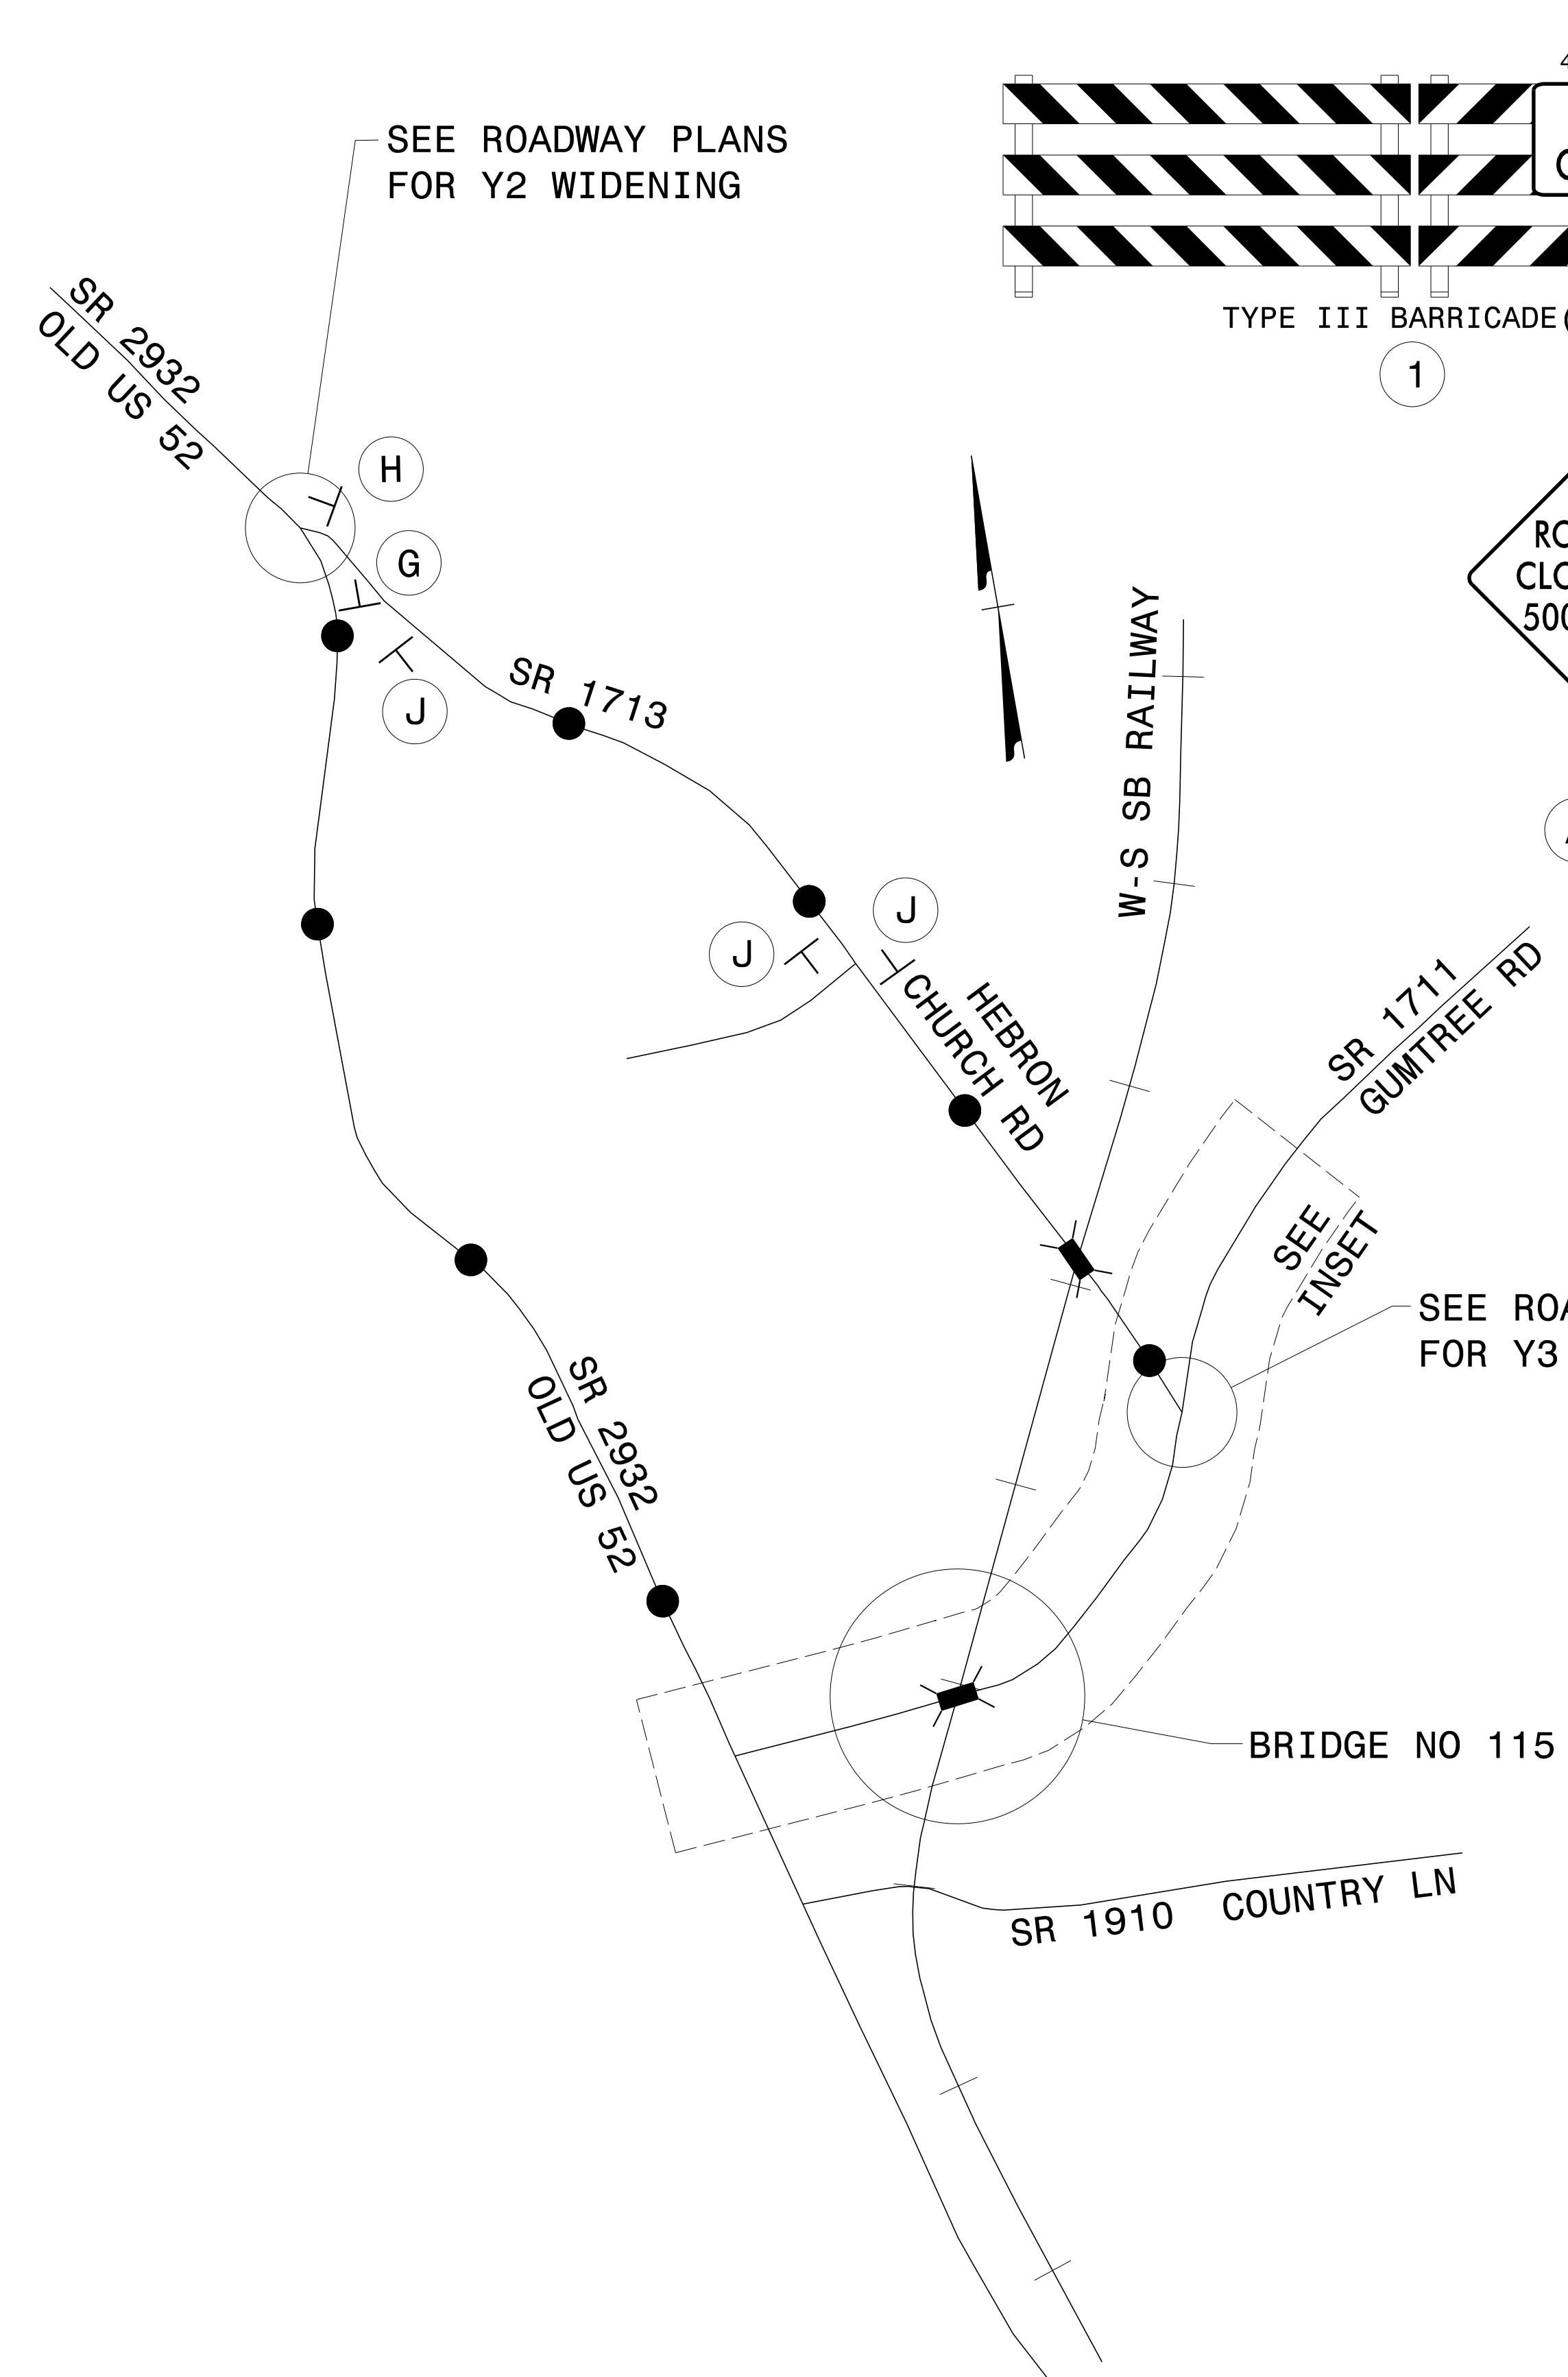 SEE ROADWAY PLANS
FOR Y2 WIDENING
TYPE III BARRICADE
1
SR 2932
OLD US 52
H
G
J
SR 1713
W-S SB RAILWAY
J
J
HEBRON
CHURCH RD
SR 1711
GUMTREE RD
SEE
INSET
FOR Y3
SR 2932
OLD US 52
BRIDGE NO 115
SR 1910 COUNTRY LN